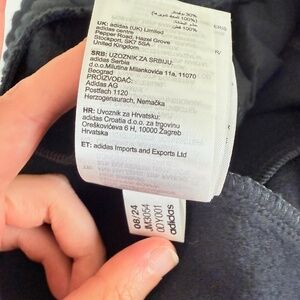 UK: adidas (UK) Limited
adidas centre
Pepper Road, Hazel Grove
Stockport, SK7 5SA
United Kingdom
SRB: UVOZNIK ZA SRBIJU:
adidas Serbia
d.o.o.Milutina Milankovića 11a, 11070
Beograd
PROIZVOĐAČ:
Adidas AG
Postfach 1120
Herzogenaurach, Nemačka
HR: Uvoznik za Hrvatsku:
adidas Croatia d.o.o. za trgovinu
Oreškovićeva 6 H, 10000 Zagreb
Hrvatska
ET: adidas Imports and Exports Ltd
08/24
JM3054
0DY001
adidas